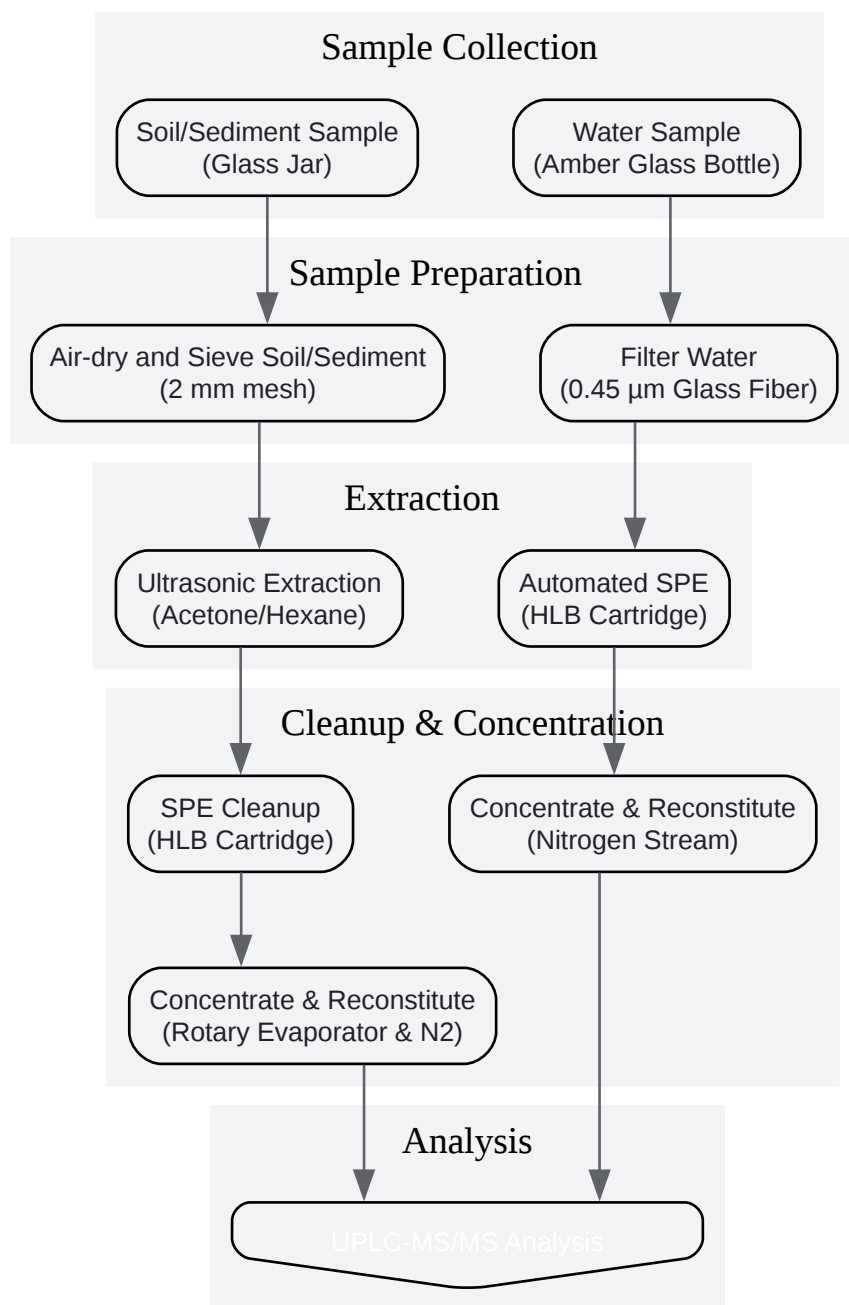 Sample Collection
Soil/Sediment Sample
(Glass Jar)
Water Sample
(Amber Glass Bottle)
Sample Preparation
Air-dry and Sieve Soil/Sediment
(2 mm mesh)
Filter Water
(0.45 µm Glass Fiber)
Extraction
Ultrasonic Extraction
(Acetone/Hexane)
Automated SPE
(HLB Cartridge)
Cleanup & Concentration
SPE Cleanup
(HLB Cartridge)
Concentrate & Reconstitute
(Nitrogen Stream)
Concentrate & Reconstitute
(Rotary Evaporator & N2)
Analysis
UPLC-MS/MS Analysis